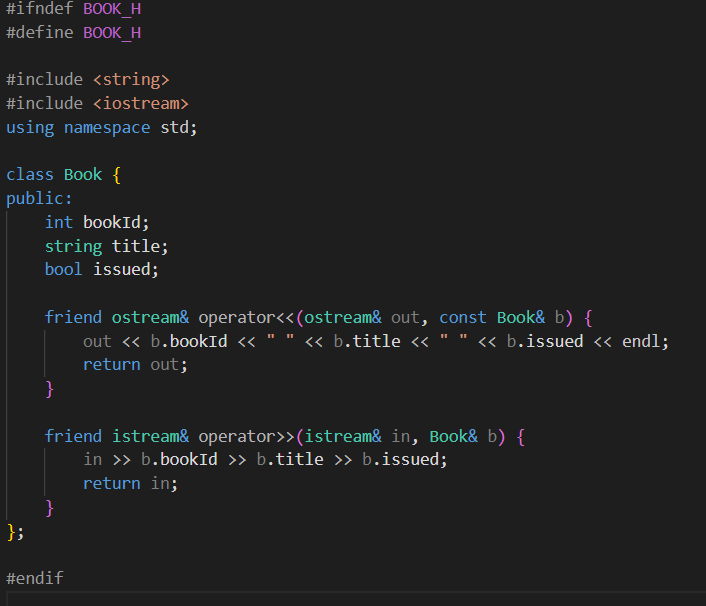 #ifndef BOOK_H
#define BOOK_H

#include <string>
#include <iostream>
using namespace std;

class Book {
public:
    int bookId;
    string title;
    bool issued;

    friend ostream& operator<<(ostream& out, const Book& b) {
        out << b.bookId << " " << b.title << " " << b.issued << endl;
        return out;
    }

    friend istream& operator>>(istream& in, Book& b) {
        in >> b.bookId >> b.title >> b.issued;
        return in;
    }
};

#endif